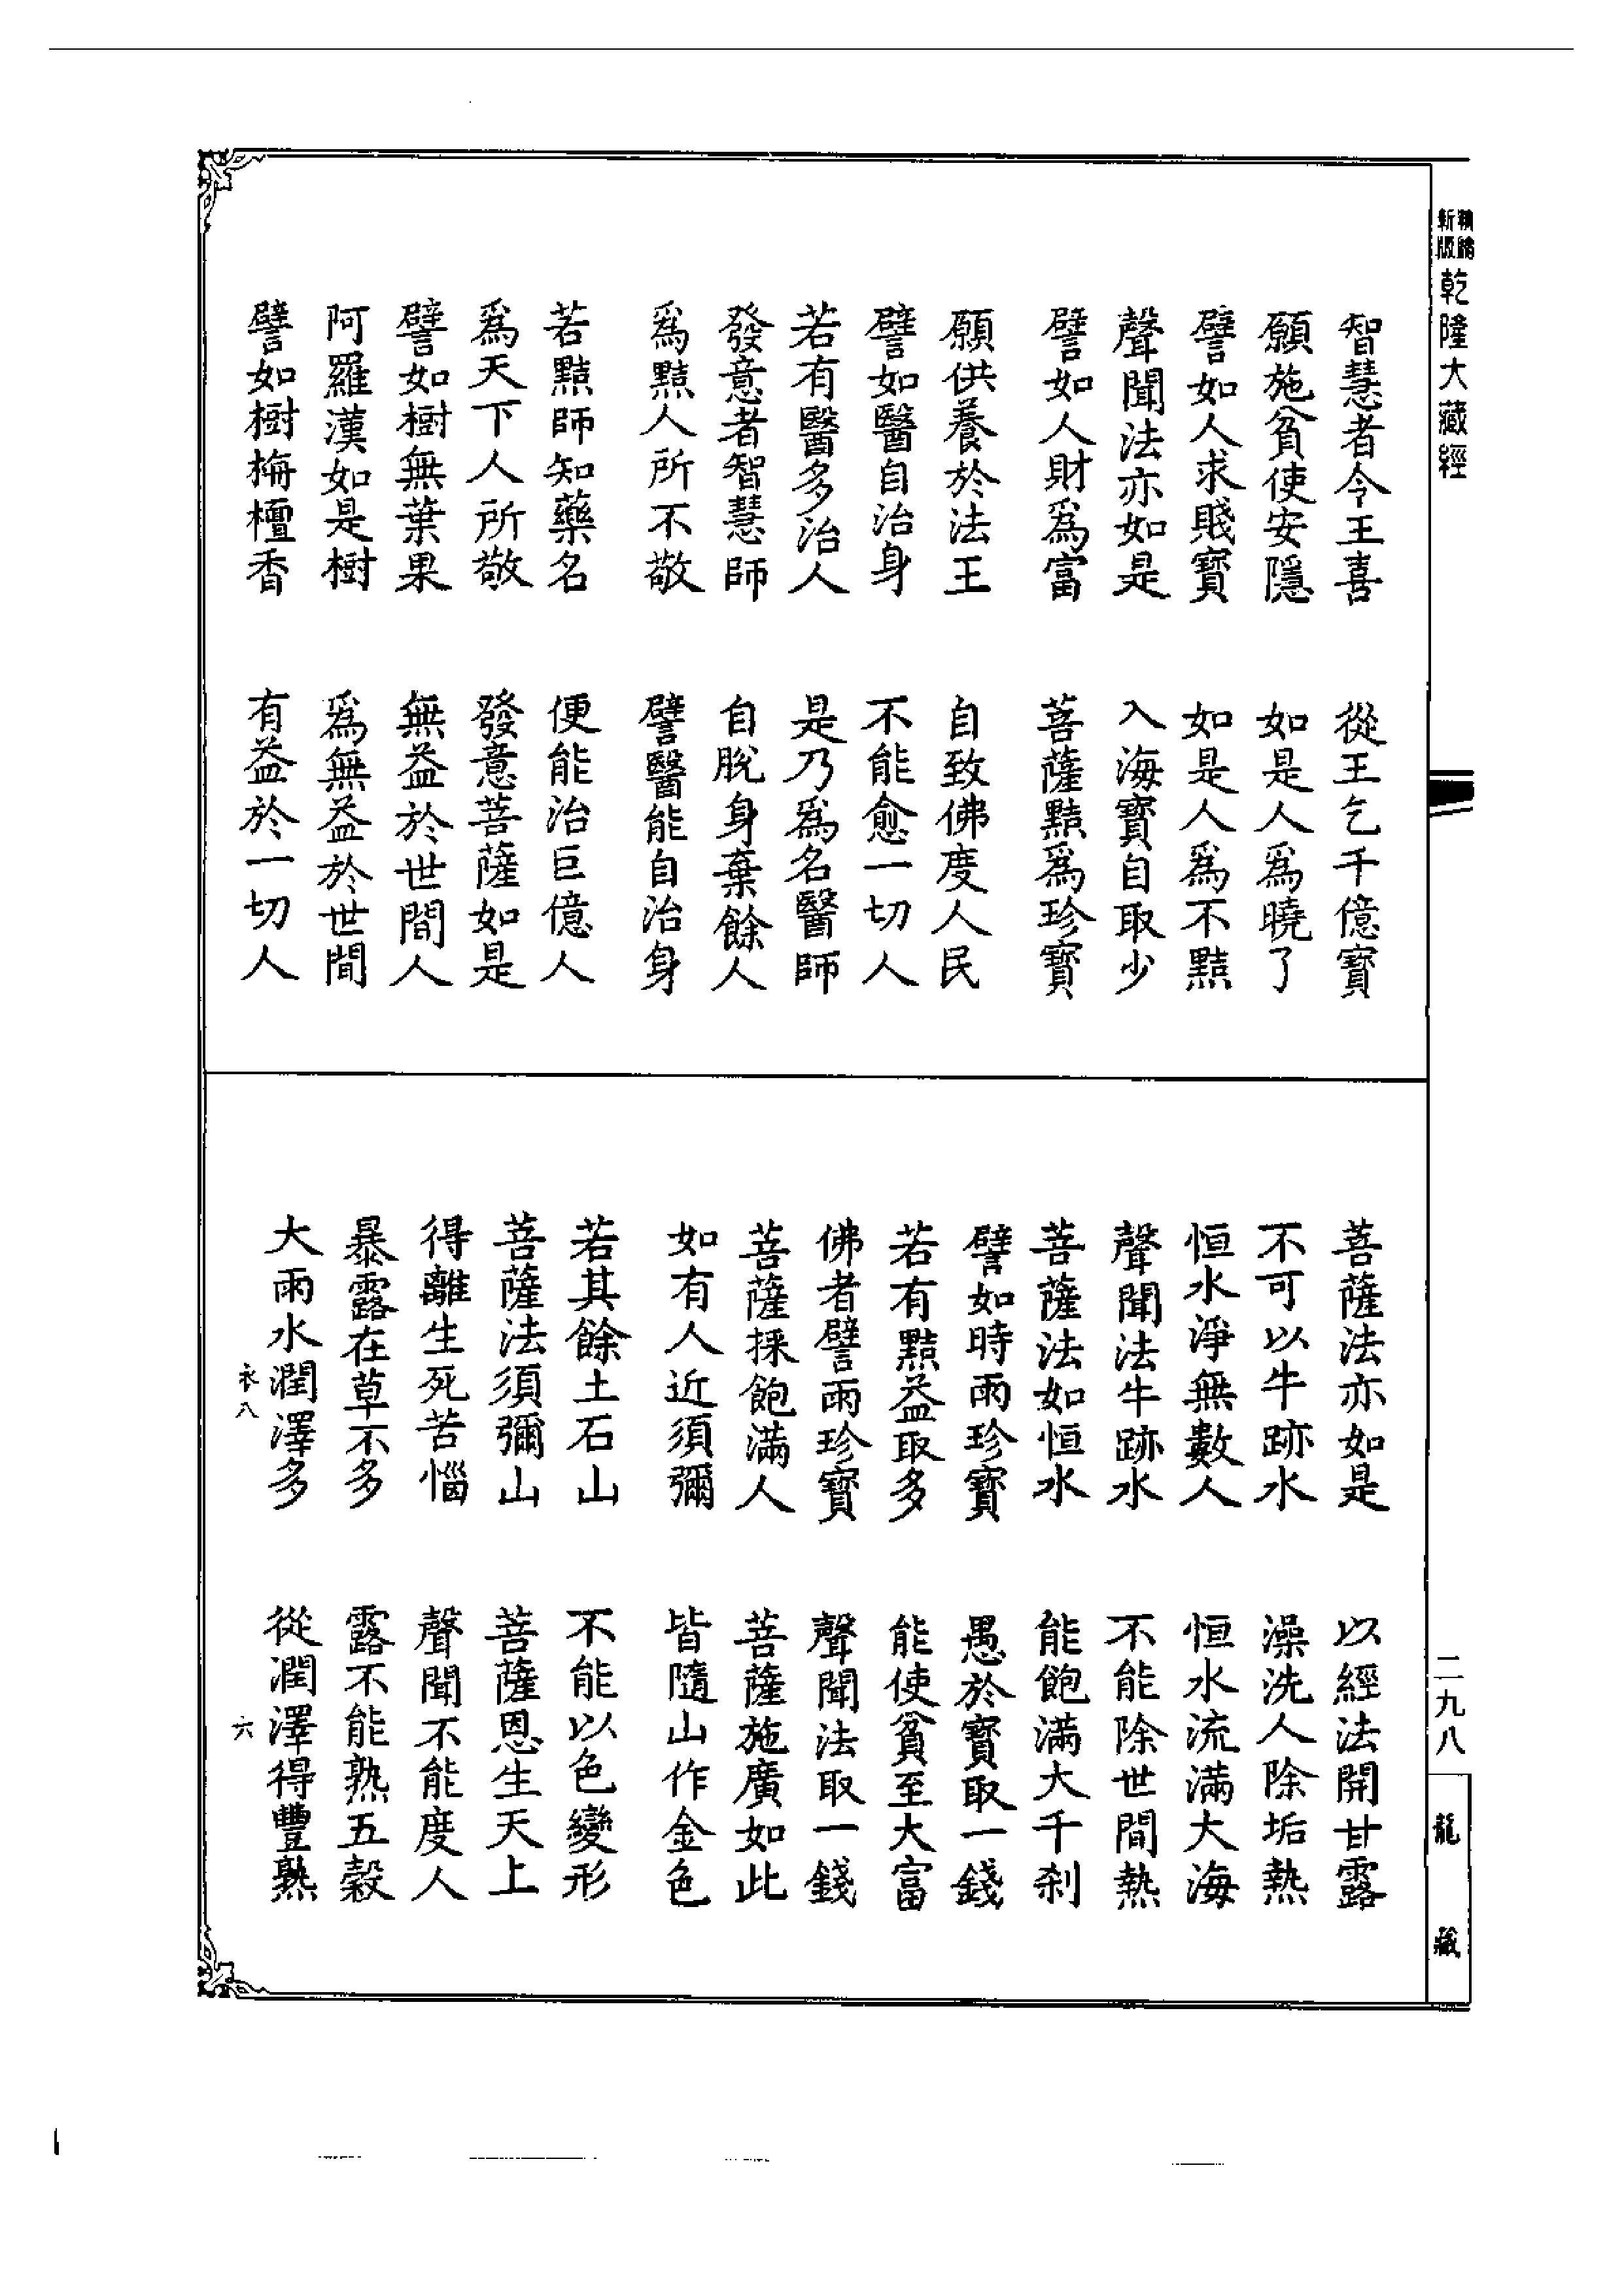 精縮新版 乾隆大藏經
智慧者令王喜　從王乞千億寶
願施貧使安隱　如是人爲曉了
譬如人求賤寶　如是人爲不黠
聲聞法亦如是　入海寶自取少
譬如人財爲富　菩薩黠爲珍寶
願供養於法王　自致佛度人民
譬如醫自治身　不能愈一切人
若有醫多治人　是乃爲名醫師
發意者智慧師　自脫身棄餘人
爲黠人所不敬　譬醫能自治身
若黠師知藥名　便能治巨億人
爲天下人所敬　發意菩薩如是
譬如樹無葉果　無益於世間人
阿羅漢如是樹　爲無益於世間
譬如樹栴檀香　有益於一切人
菩薩法亦如是　以經法開甘露
不可以牛跡水　澡洗人除垢熱
恒水淨無數人　恒水流滿大海
聲聞法牛跡水　不能除世間熱
菩薩法如恒水　能飽滿大千剎
譬如時雨珍寶　愚於寶取一錢
若有黠益取多　能使貧至大富
佛者譬雨珍寶　聲聞法取一錢
菩薩採飽滿人　菩薩施廣如此
如有人近須彌　皆隨山作金色
若其餘土石山　不能以色變形
菩薩法須彌山　菩薩恩生天上
得離生死苦惱　聲聞不能度人
暴露在草不多　露不能熟五穀
大雨水潤澤多　從潤澤得豐熟
衣八　六
二九八
龍藏